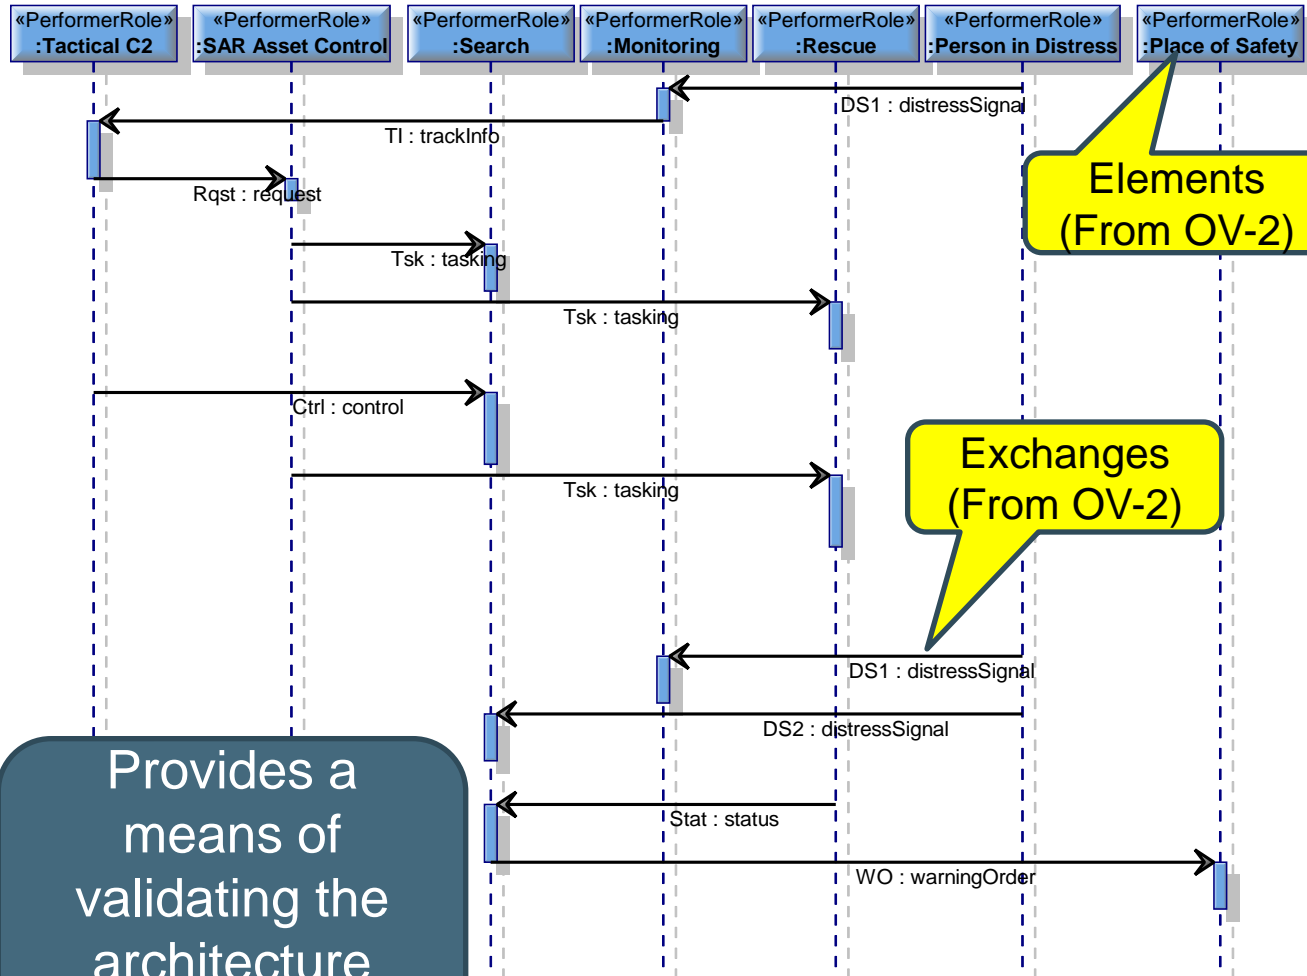 «PerformerRole»
:Tactical C2
«PerformerRole»
:SAR Asset Control
«PerformerRole»
:Search
«PerformerRole»
:Monitoring
«PerformerRole»
:Rescue
«PerformerRole»
:Person in Distress
«PerformerRole»
:Place of Safety
DS1 : distressSignal
TI : trackInfo
Elements
(From OV-2)
Rqst : request
Tsk : tasking
Tsk : tasking
Ctrl : control
Exchanges
(From OV-2)
Tsk : tasking
DS1 : distressSignal
DS2 : distressSignal
Provides a
means of
validating the
architecture
Stat : status
WO : warningOrder